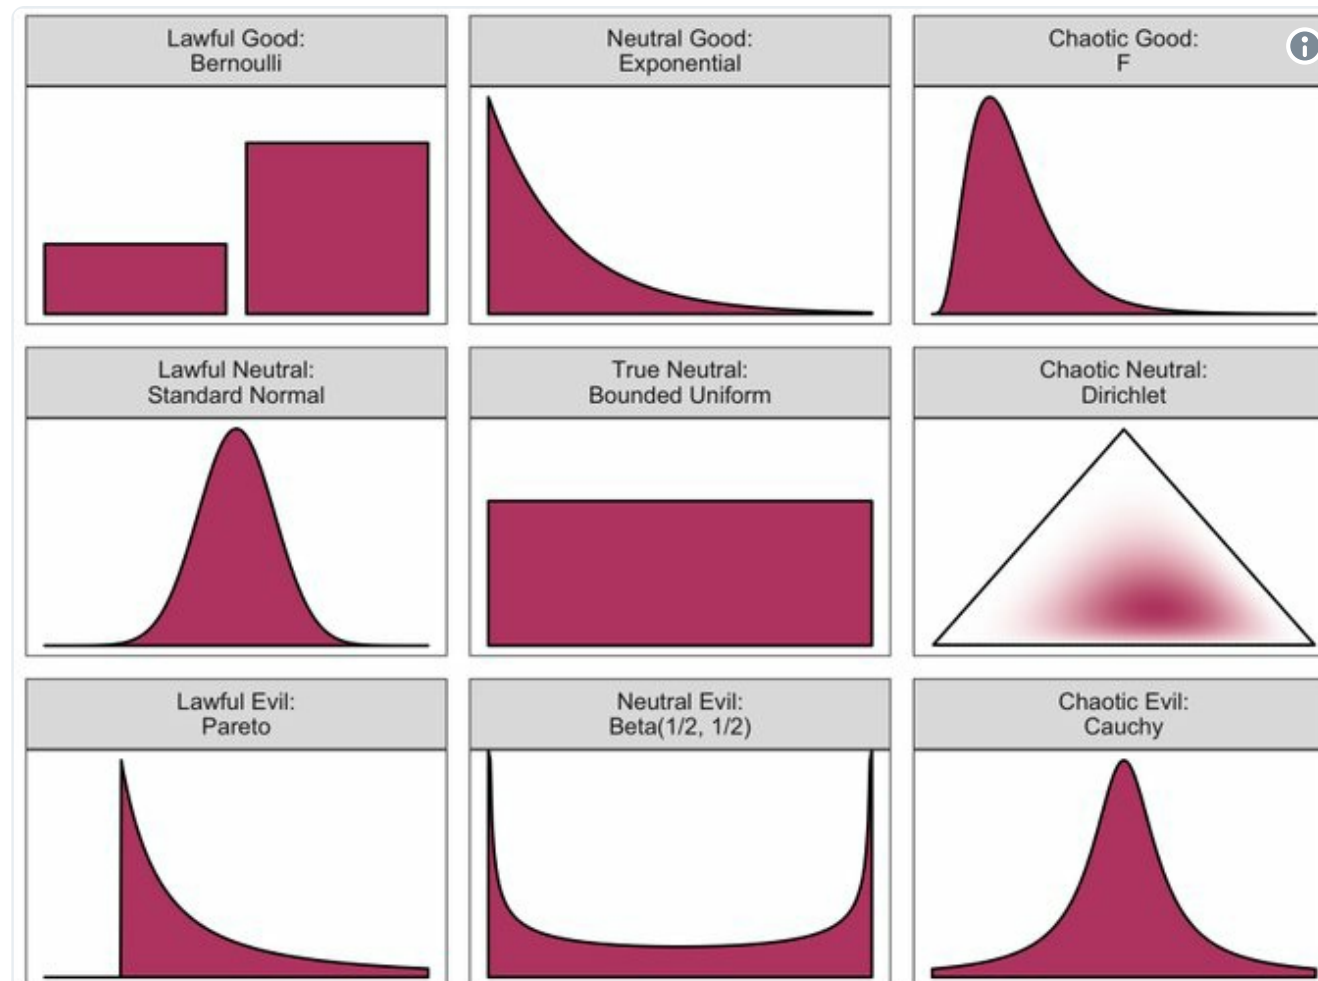 Lawful Good:
Bernoulli
Neutral Good:
Exponential
Chaotic Good:
F
Lawful Neutral:
Standard Normal
True Neutral:
Bounded Uniform
Chaotic Neutral:
Dirichlet
Lawful Evil:
Pareto
Neutral Evil:
Beta(1/2, 1/2)
Chaotic Evil:
Cauchy